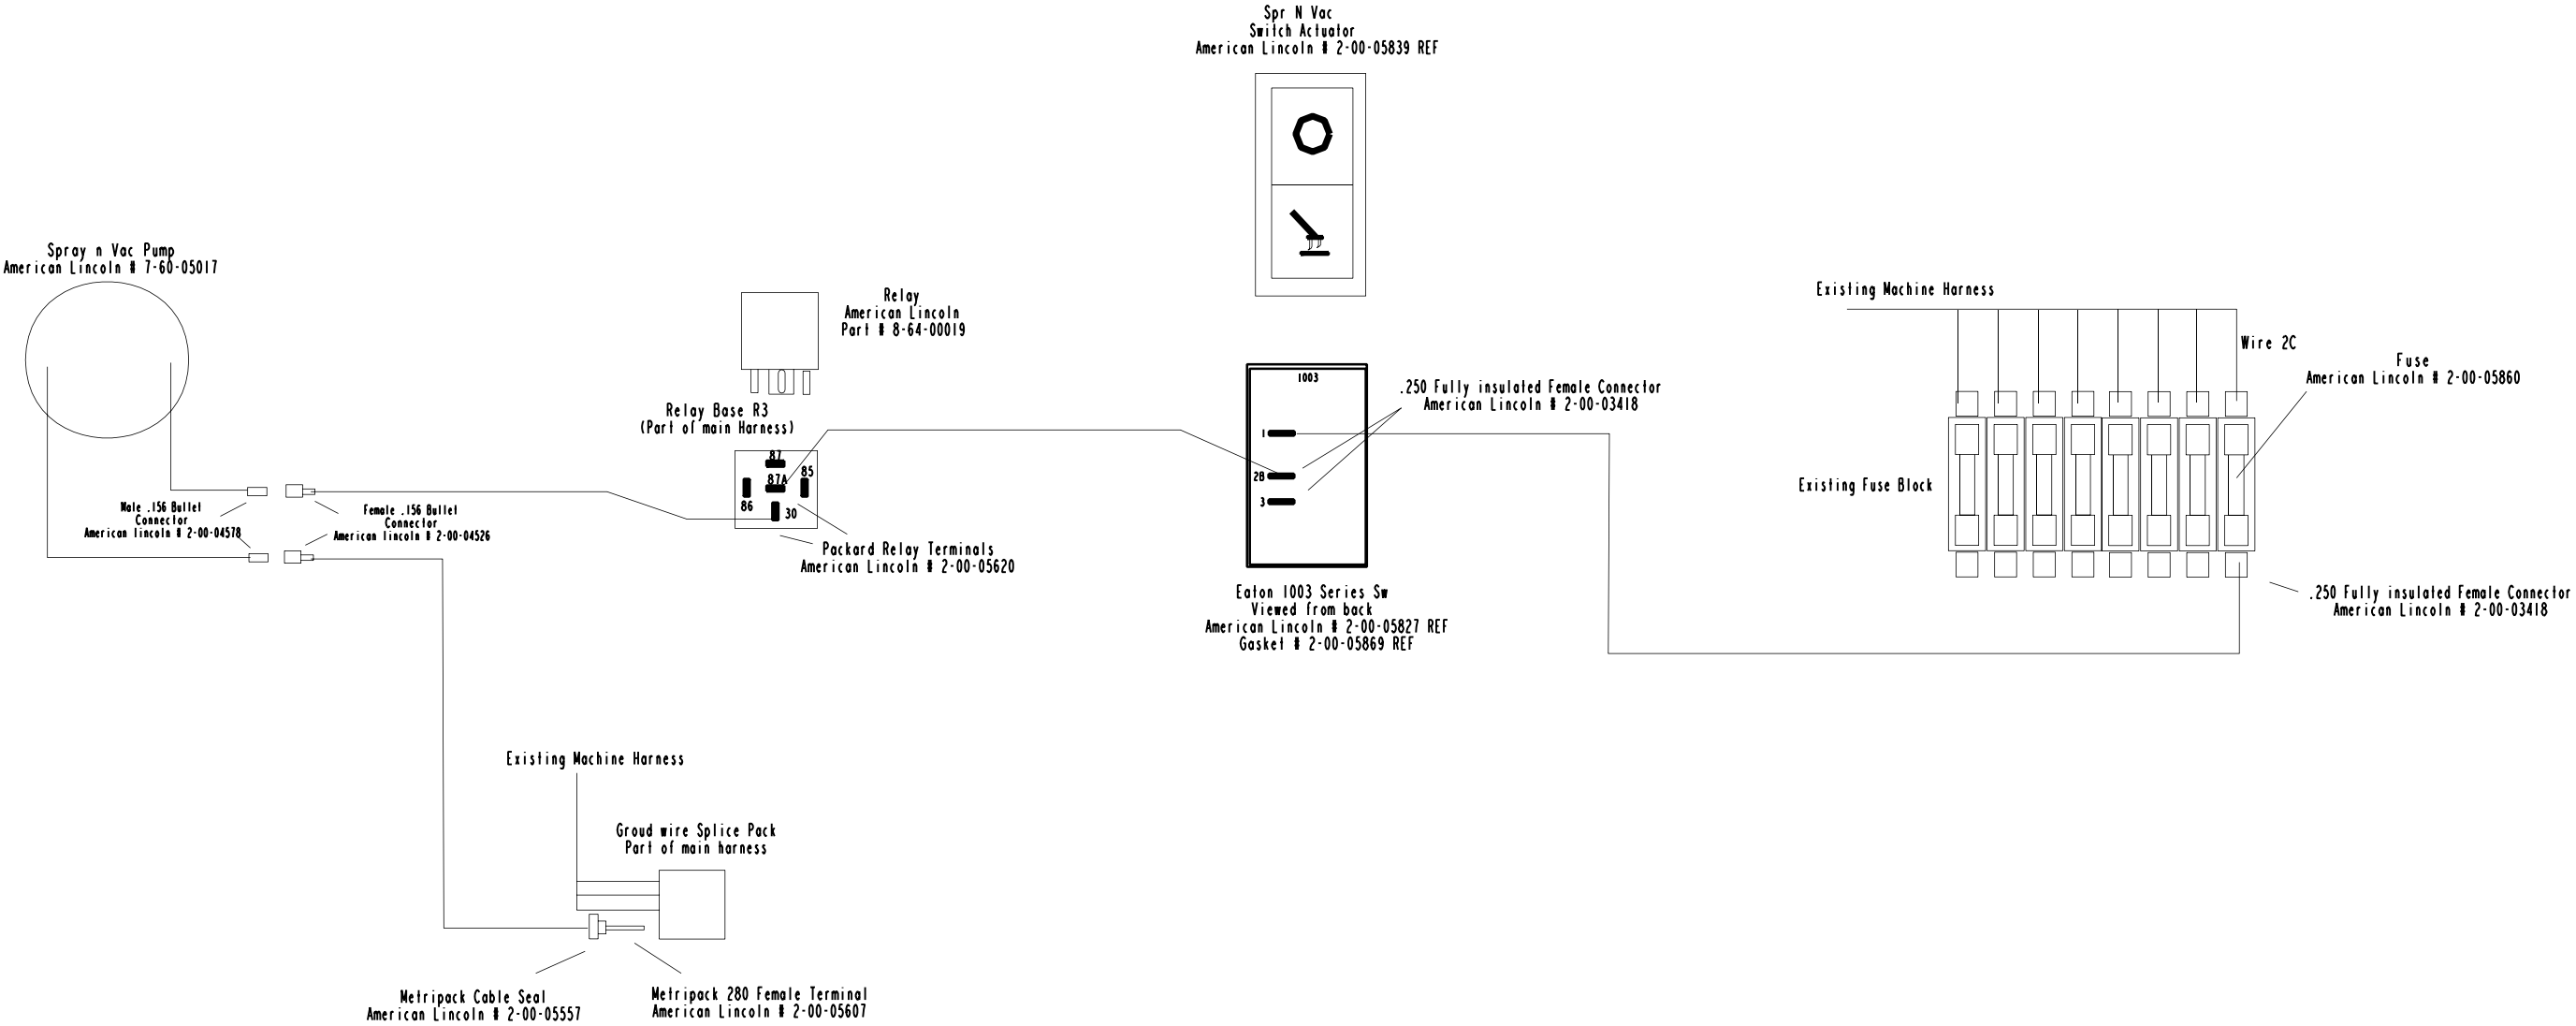 Spr N Vac
Switch Actuator
American Lincoln # 2-00-05839 REF
Spray n Vac Pump
American Lincoln # 7-60-05017
Relay
American Lincoln
Part # 8-64-00019
Existing Machine Harness
Wire 2C
Fuse
American Lincoln # 2-00-05860
1003
.250 Fully insulated Female Connector
American Lincoln # 2-00-03418
Relay Base R3
(Part of main Harness)
1
2B
3
87
85
87A
86
30
Existing Fuse Block
Male .156 Bullet
Connector
American lincoln # 2-00-04578
Female .156 Bullet
Connector
American lincoln # 2-00-04526
Packard Relay Terminals
American Lincoln # 2-00-05620
Eaton 1003 Series Sw
Viewed from back
American Lincoln # 2-00-05827 REF
Gasket # 2-00-05869 REF
.250 Fully insulated Female Connector
American Lincoln # 2-00-03418
Existing Machine Harness
Groud wire Splice Pack
Part of main harness
Metripack Cable Seal
American Lincoln # 2-00-05557
Metripack 280 Female Terminal
American Lincoln # 2-00-05607